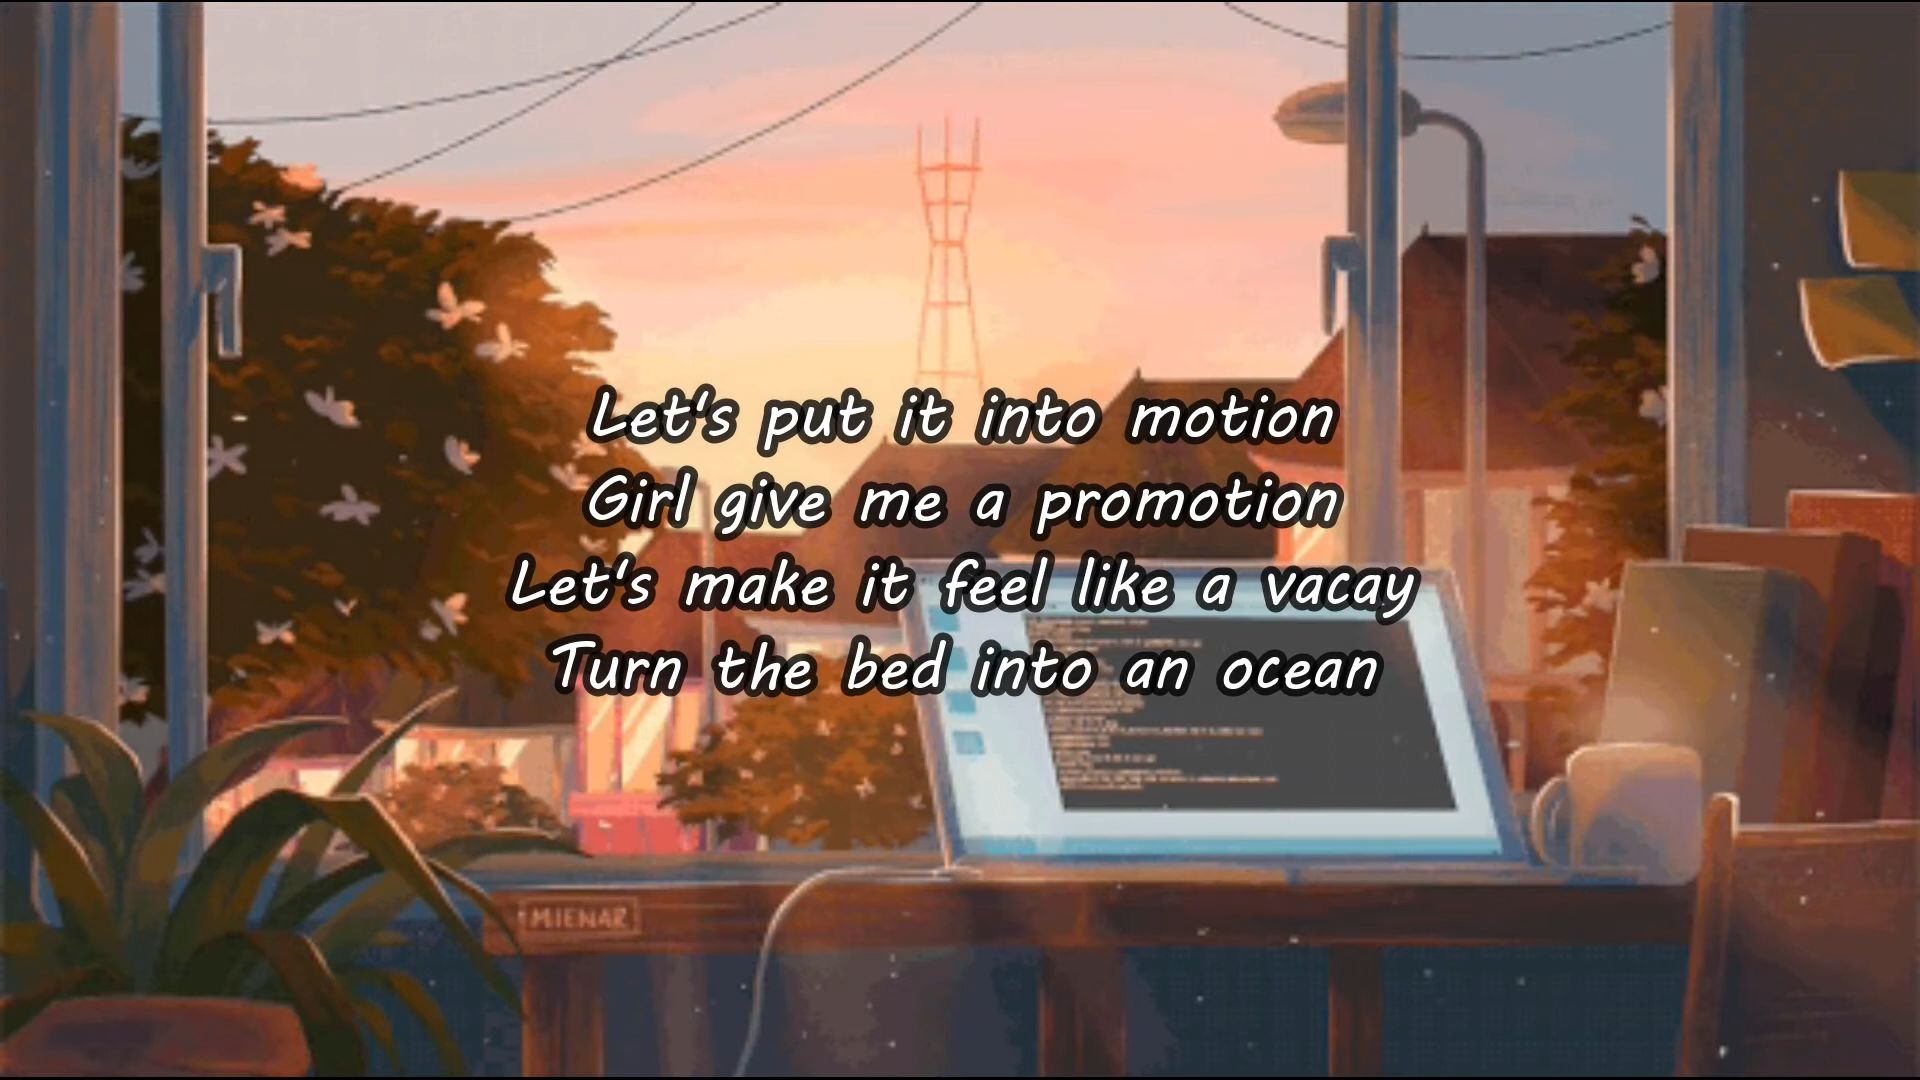 Let's put it into motion
Girl give me a promotion
Let's make it feel like a vacay
Turn the bed into an ocean
MIENAR